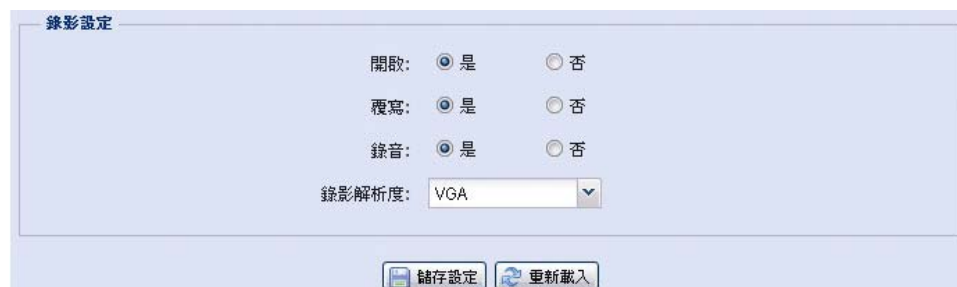 錄影設定
開啟: 是 否
覆寫: 是 否
錄音: 是 否
錄影解析度: VGA
儲存設定 重新載入